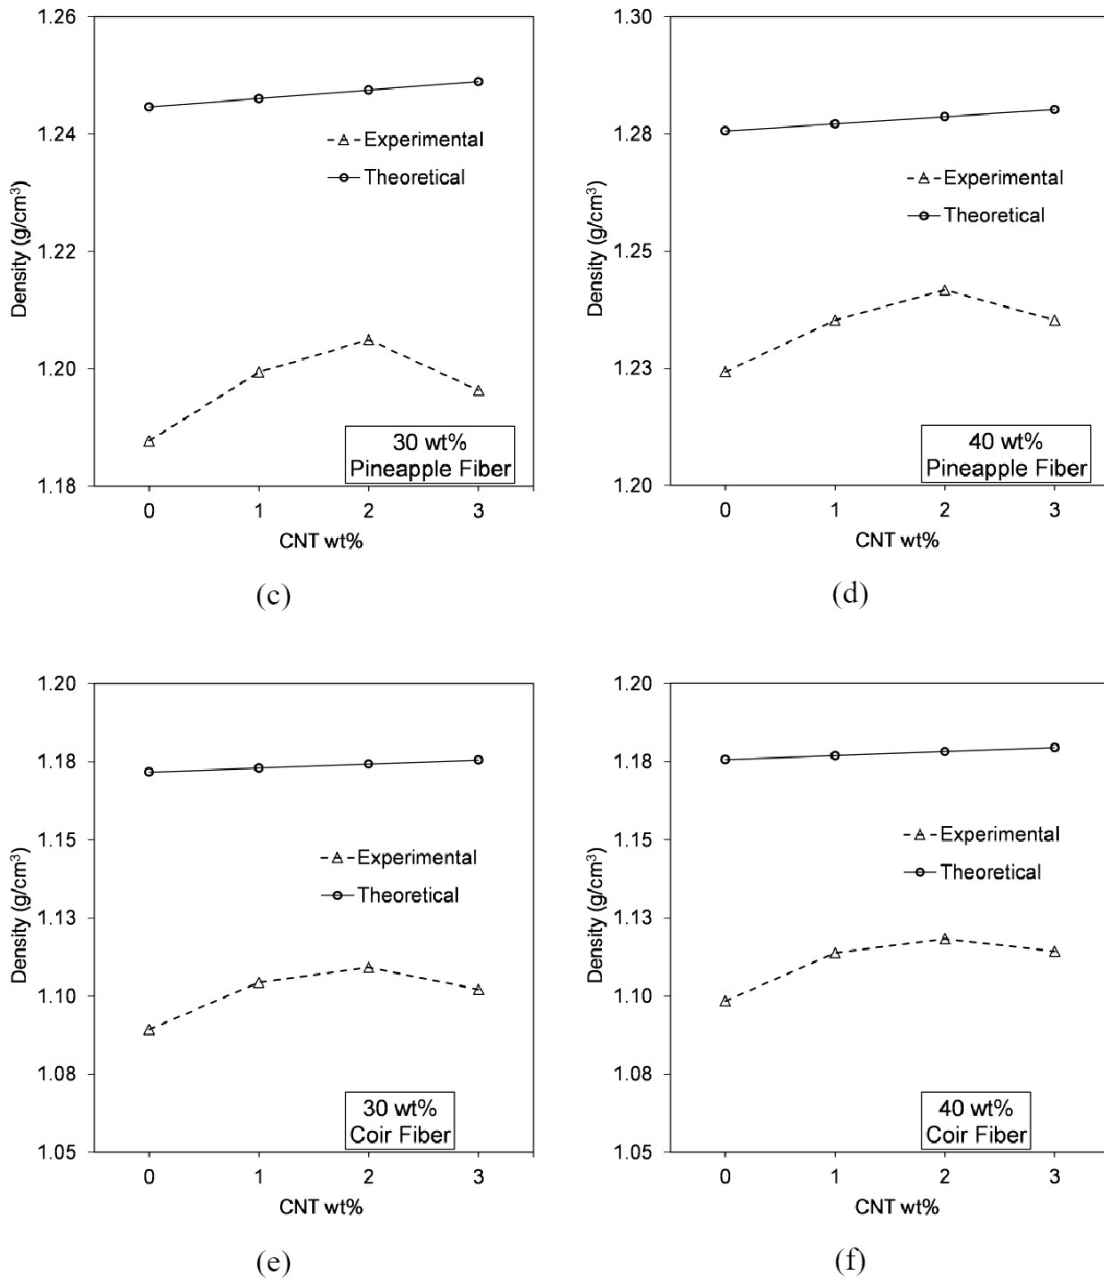 1.26
1.24
1.22
1.20
1.18
Density (g/cm³)
Experimental
Theoretical
30 wt%
Pineapple Fiber
0 1 2 3
CNT wt%
(c)
1.30
1.28
1.25
1.23
1.20
Density (g/cm³)
Experimental
Theoretical
40 wt%
Pineapple Fiber
0 1 2 3
CNT wt%
(d)
1.20
1.18
1.15
1.13
1.10
1.08
1.05
Density (g/cm³)
Experimental
Theoretical
30 wt%
Coir Fiber
0 1 2 3
CNT wt%
(e)
1.20
1.18
1.15
1.13
1.10
1.08
1.05
Density (g/cm³)
Experimental
Theoretical
40 wt%
Coir Fiber
0 1 2 3
CNT wt%
(f)